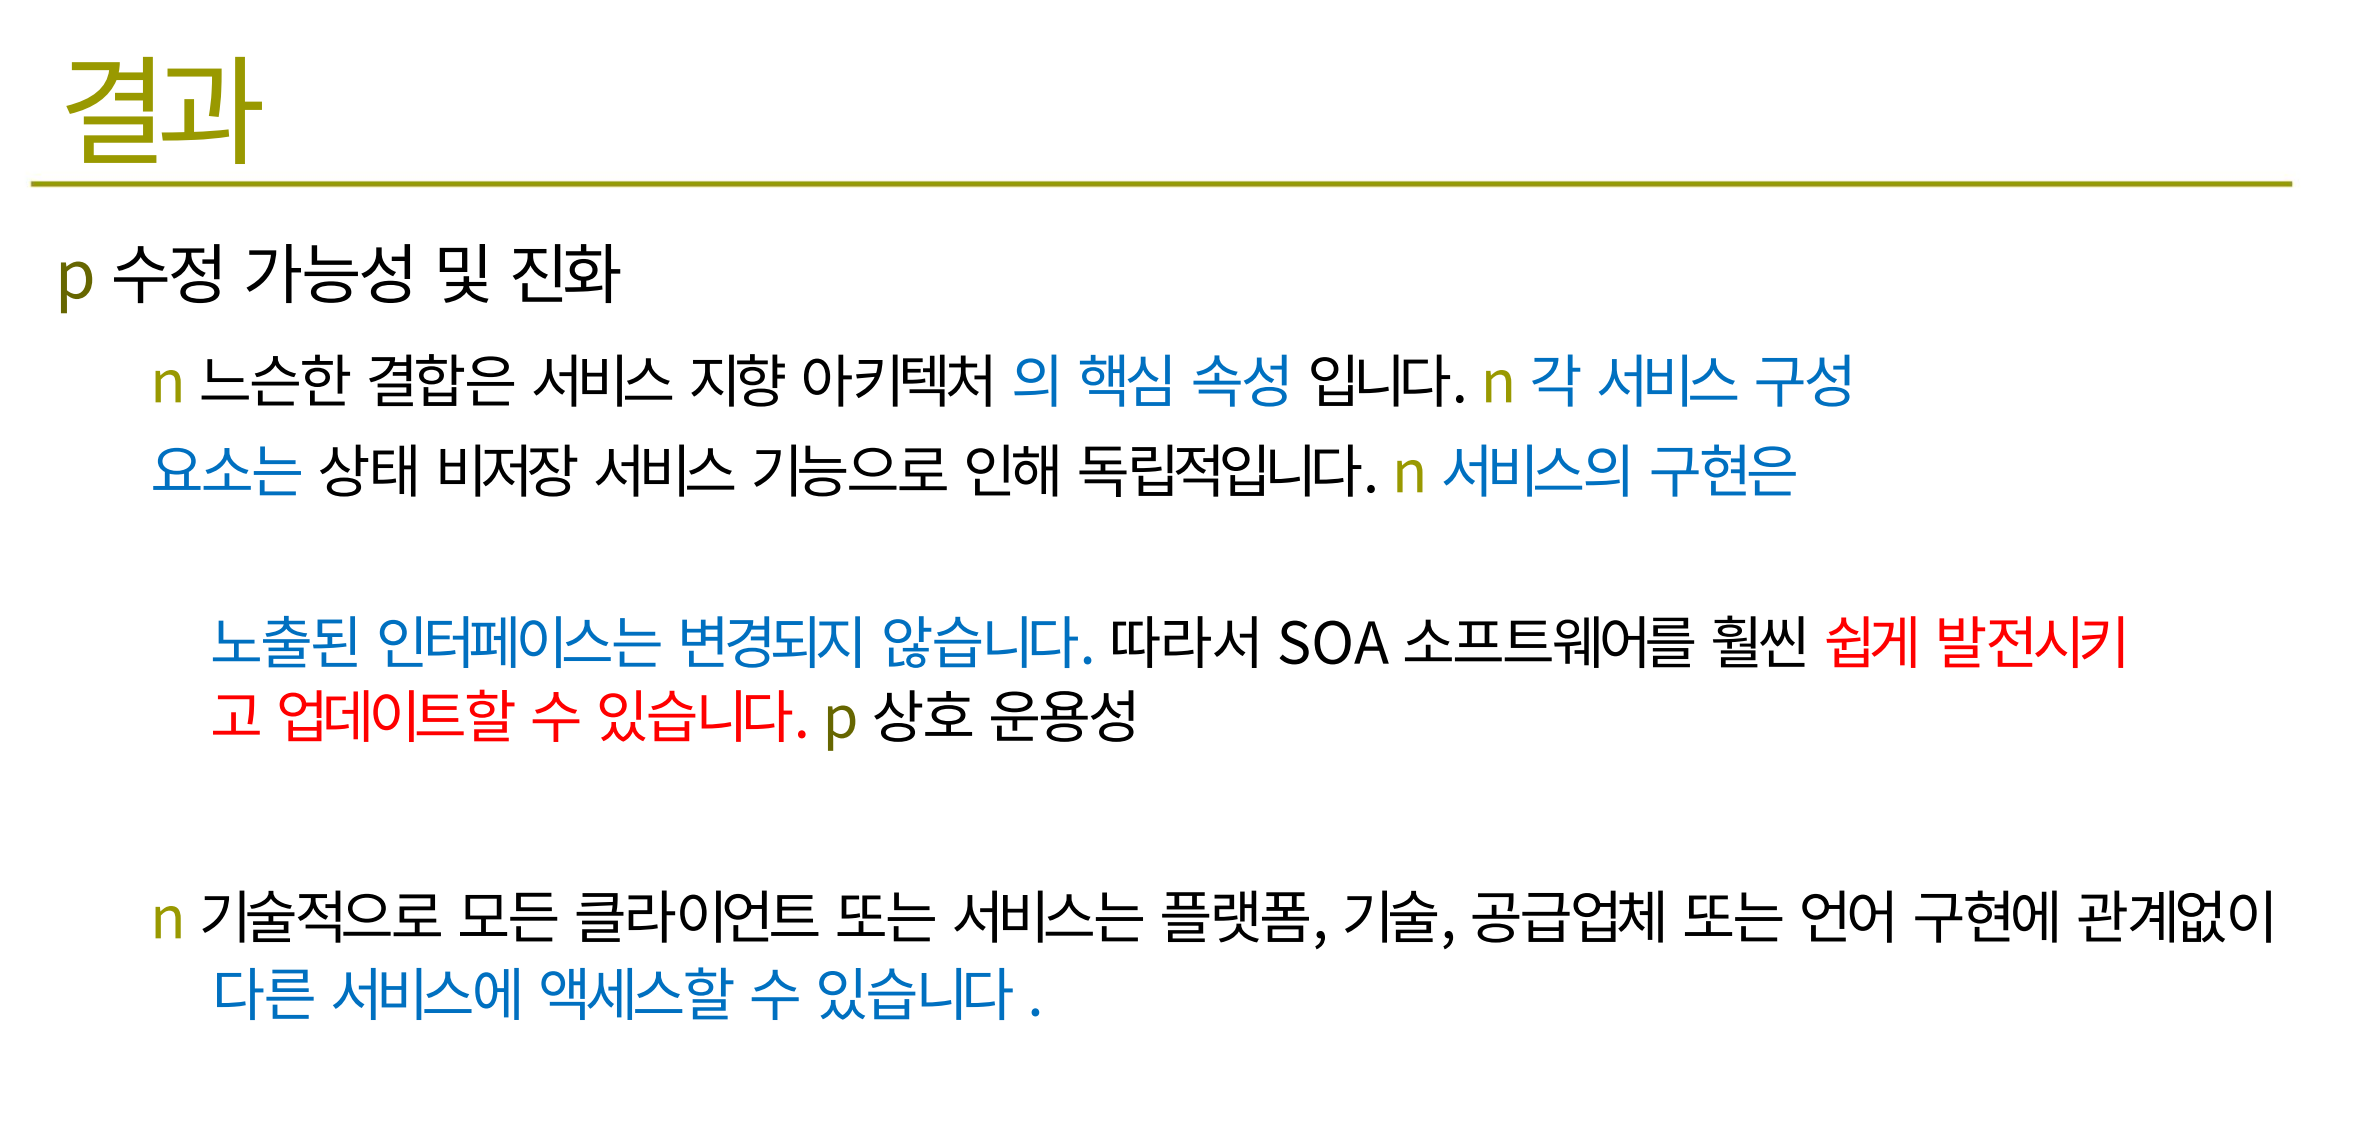 결과
p 수정 가능성 및 진화
n 느슨한 결합은 서비스 지향 아키텍처 의 핵심 속성 입니다. n 각 서비스 구성
요소는 상태 비저장 서비스 기능으로 인해 독립적입니다. n 서비스의 구현은
노출된 인터페이스는 변경되지 않습니다. 따라서 SOA 소프트웨어를 훨씬 쉽게 발전시키
고 업데이트할 수 있습니다. p 상호 운용성
n 기술적으로 모든 클라이언트 또는 서비스는 플랫폼, 기술, 공급업체 또는 언어 구현에 관계없이
다른 서비스에 액세스할 수 있습니다 .